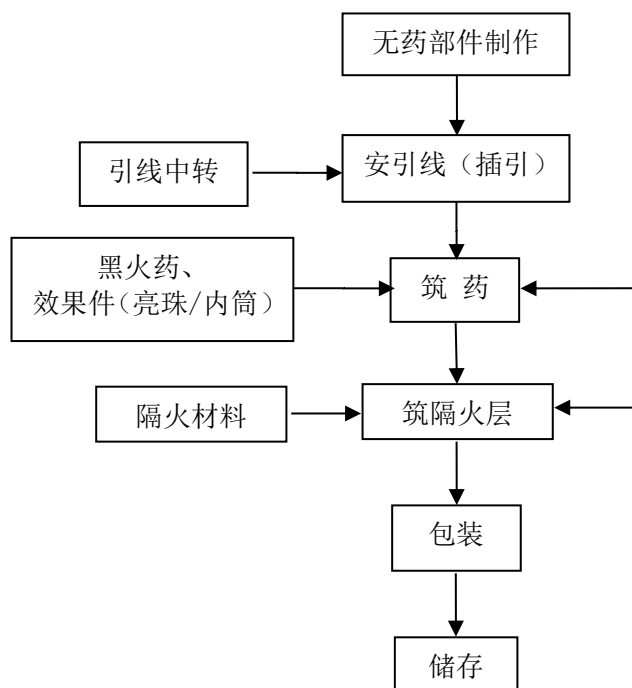 无药部件制作
引线中转
安引线（插引）
黑火药、
效果件（亮珠/内筒）
筑 药
隔火材料
筑隔火层
包装
储存